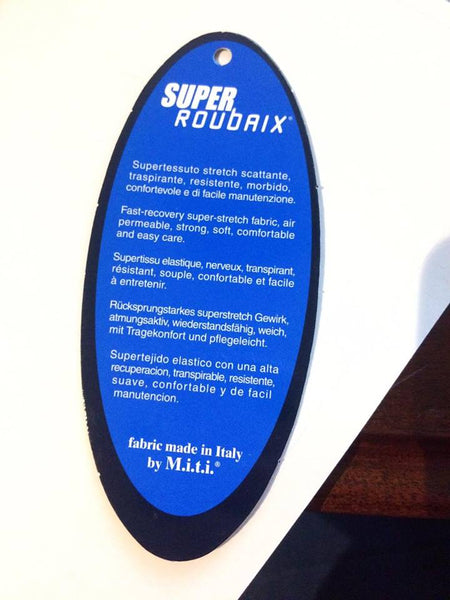 SUPER
ROUBAIX®
Supertessuto stretch scattante,
traspirante, resistente, morbido,
confortevole e di facile manutenzione.
Fast-recovery super-stretch fabric, air
permeable, strong, soft, comfortable
and easy care.
Supertissu elastique, nerveux, transpirant,
résistant, souple, confortable et facile
à entretenir.
Rücksprungstarkes superstretch Gewirk,
atmungsaktiv, wiederstandsfähig, weich,
mit Tragekonfort und pflegeleicht.
Supertejido elastico con una alta
recuperacion, transpirable, resistente,
suave, confortable y de facil
manutencion.
fabric made in Italy
by M.i.t.i.®